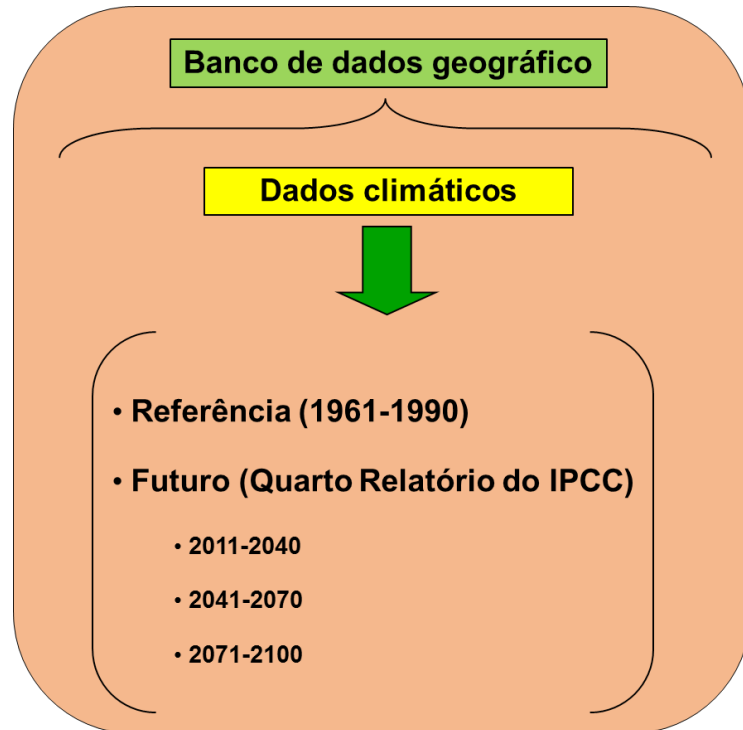 Banco de dados geográfico
Dados climáticos
• Referência (1961-1990)
• Futuro (Quarto Relatório do IPCC)
• 2011-2040
• 2041-2070
• 2071-2100